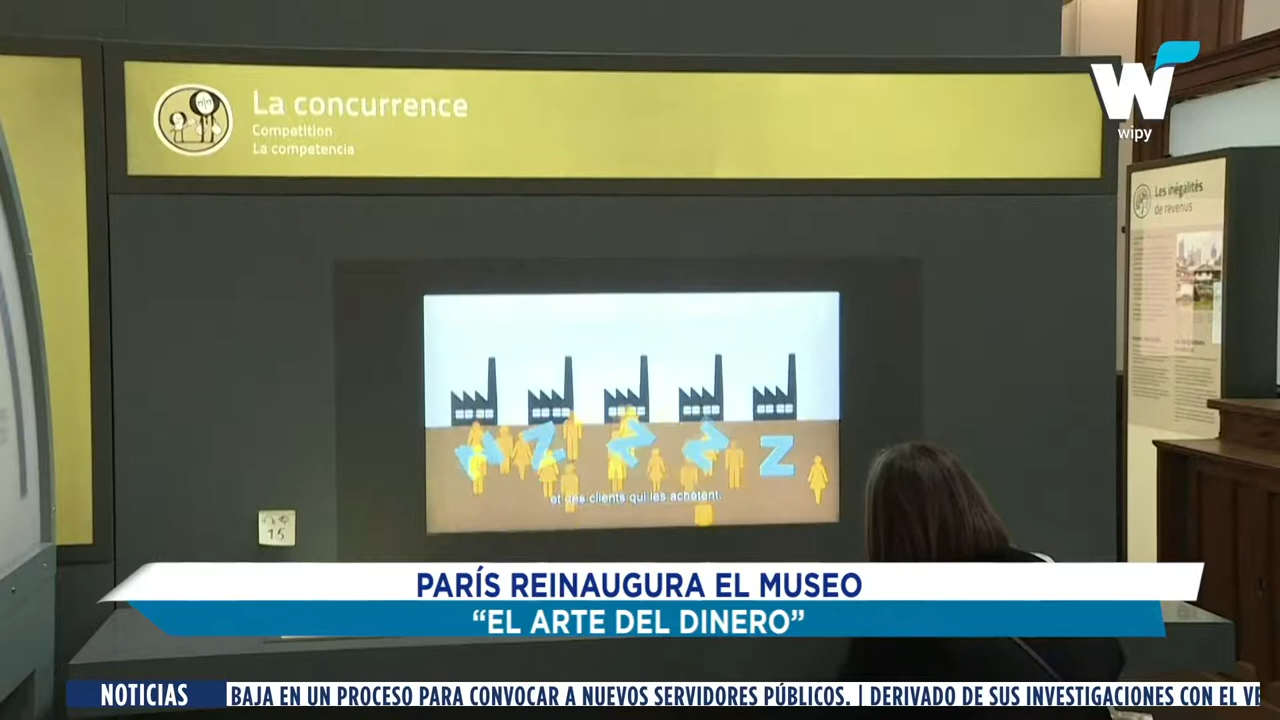 La concurrence
Competition
La competencia
W
wipy
Les inégalités
de revenus
et des clients qui les achètent.
15
PARÍS REINAUGURA EL MUSEO
“EL ARTE DEL DINERO”
NOTICIAS
BAJA EN UN PROCESO PARA CONVOCAR A NUEVOS SERVIDORES PÚBLICOS. | DERIVADO DE SUS INVESTIGACIONES CON EL